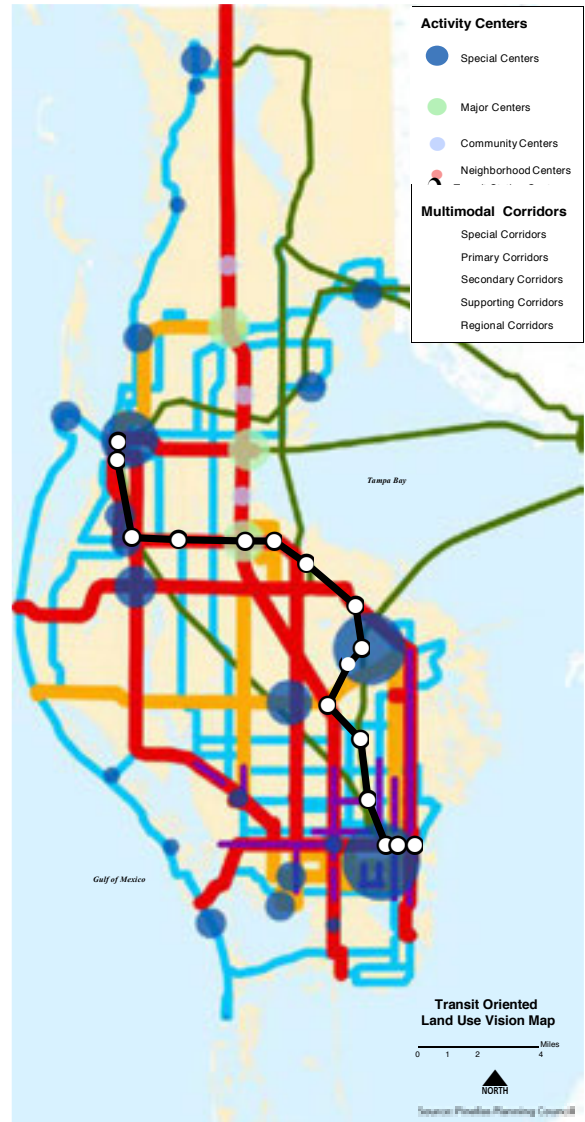 Activity Centers
Special Centers
Major Centers
Community Centers
Neighborhood Centers
Multimodal Corridors
Special Corridors
Primary Corridors
Secondary Corridors
Supporting Corridors
Regional Corridors
Tampa Bay
Gulf of Mexico
Transit Oriented
Land Use Vision Map
Miles
0 1 2 4
NORTH
Source: Pinellas Planning Council